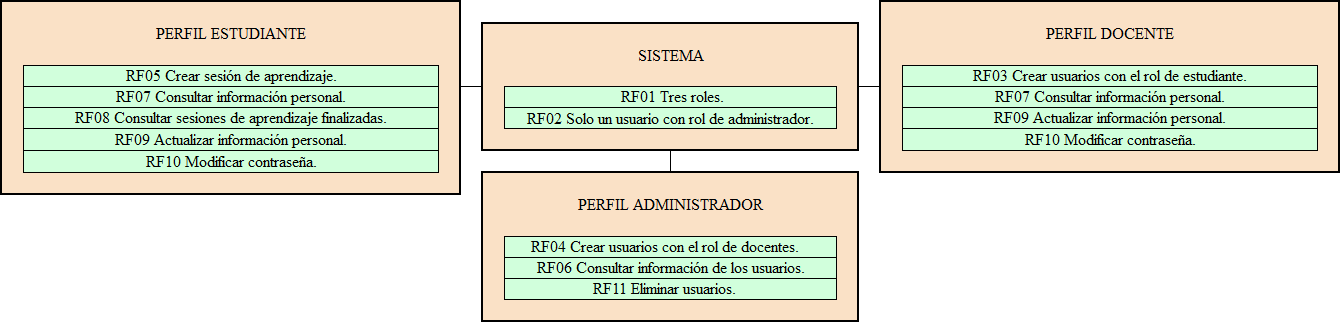 PERFIL ESTUDIANTE
RF05 Crear sesión de aprendizaje.
RF07 Consultar información personal.
RF08 Consultar sesiones de aprendizaje finalizadas.
RF09 Actualizar información personal.
RF10 Modificar contraseña.
SISTEMA
RF01 Tres roles.
RF02 Solo un usuario con rol de administrador.
PERFIL DOCENTE
RF03 Crear usuarios con el rol de estudiante.
RF07 Consultar información personal.
RF09 Actualizar información personal.
RF10 Modificar contraseña.
PERFIL ADMINISTRADOR
RF04 Crear usuarios con el rol de docentes.
RF06 Consultar información de los usuarios.
RF11 Eliminar usuarios.